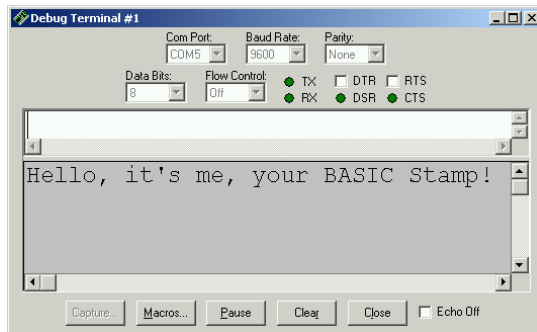 Debug Terminal #1
Com Port: Baud Rate: Parity:
COM5 9600 None
Data Bits: Flow Control: TX DTR RTS
8 Off RX DSR CTS
Hello, it's me, your BASIC Stamp!
Capture... Macros... Pause Clear Close Echo Off